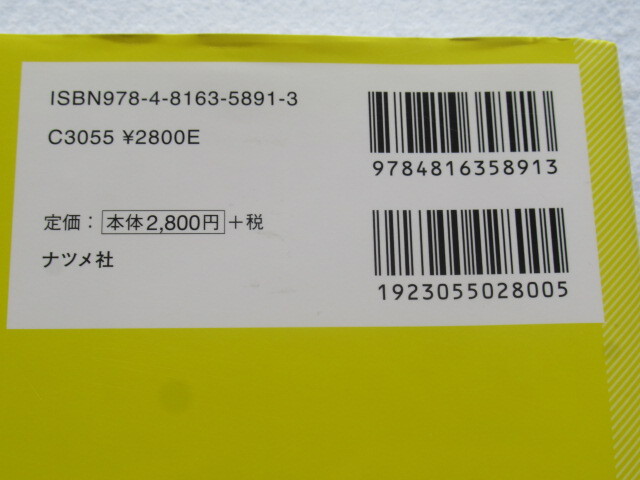 ISBN978-4-8163-5891-3
C3055 ¥2800E
定価： 本体2,800円 +税
ナツメ社
9784816358913
1923055028005